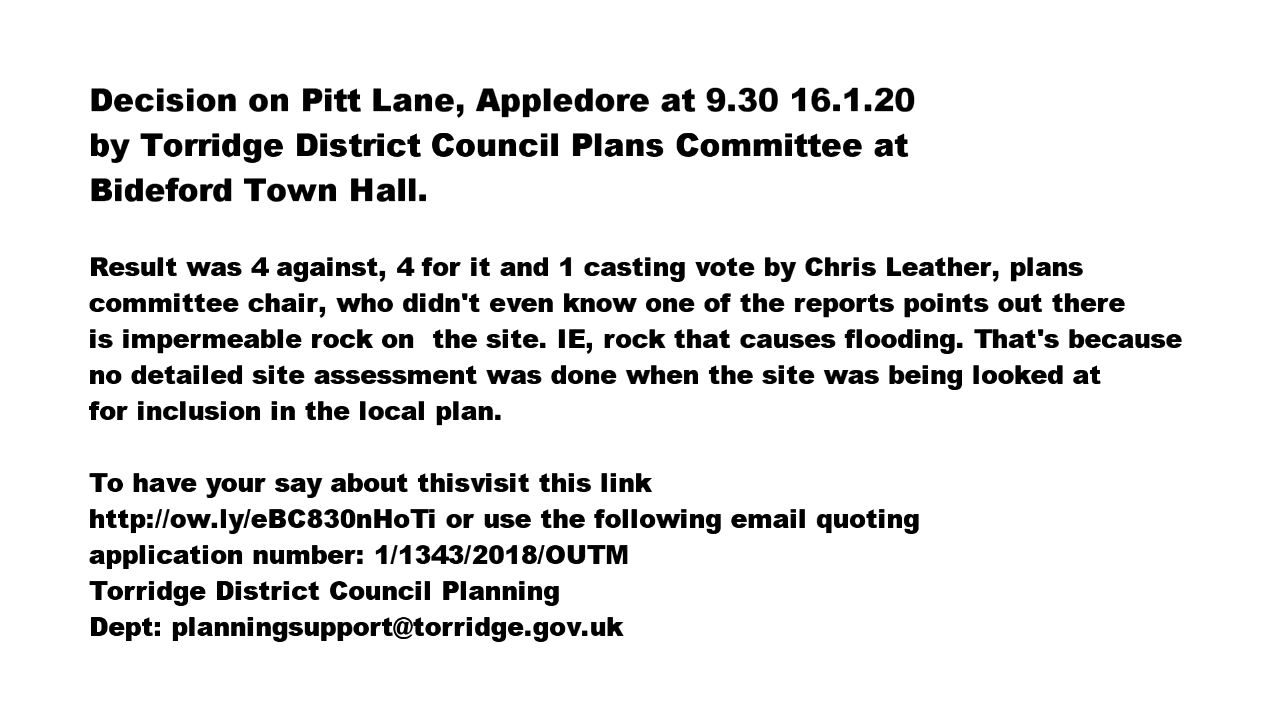 Decision on Pitt Lane, Appledore at 9.30 16.1.20
by Torridge District Council Plans Committee at
Bideford Town Hall.
Result was 4 against, 4 for it and 1 casting vote by Chris Leather, plans
committee chair, who didn't even know one of the reports points out there
is impermeable rock on  the site. IE, rock that causes flooding. That's because
no detailed site assessment was done when the site was being looked at
for inclusion in the local plan.
To have your say about thisvisit this link
http://ow.ly/eBC830nHoTi or use the following email quoting
application number: 1/1343/2018/OUTM
Torridge District Council Planning
Dept: planningsupport@torridge.gov.uk